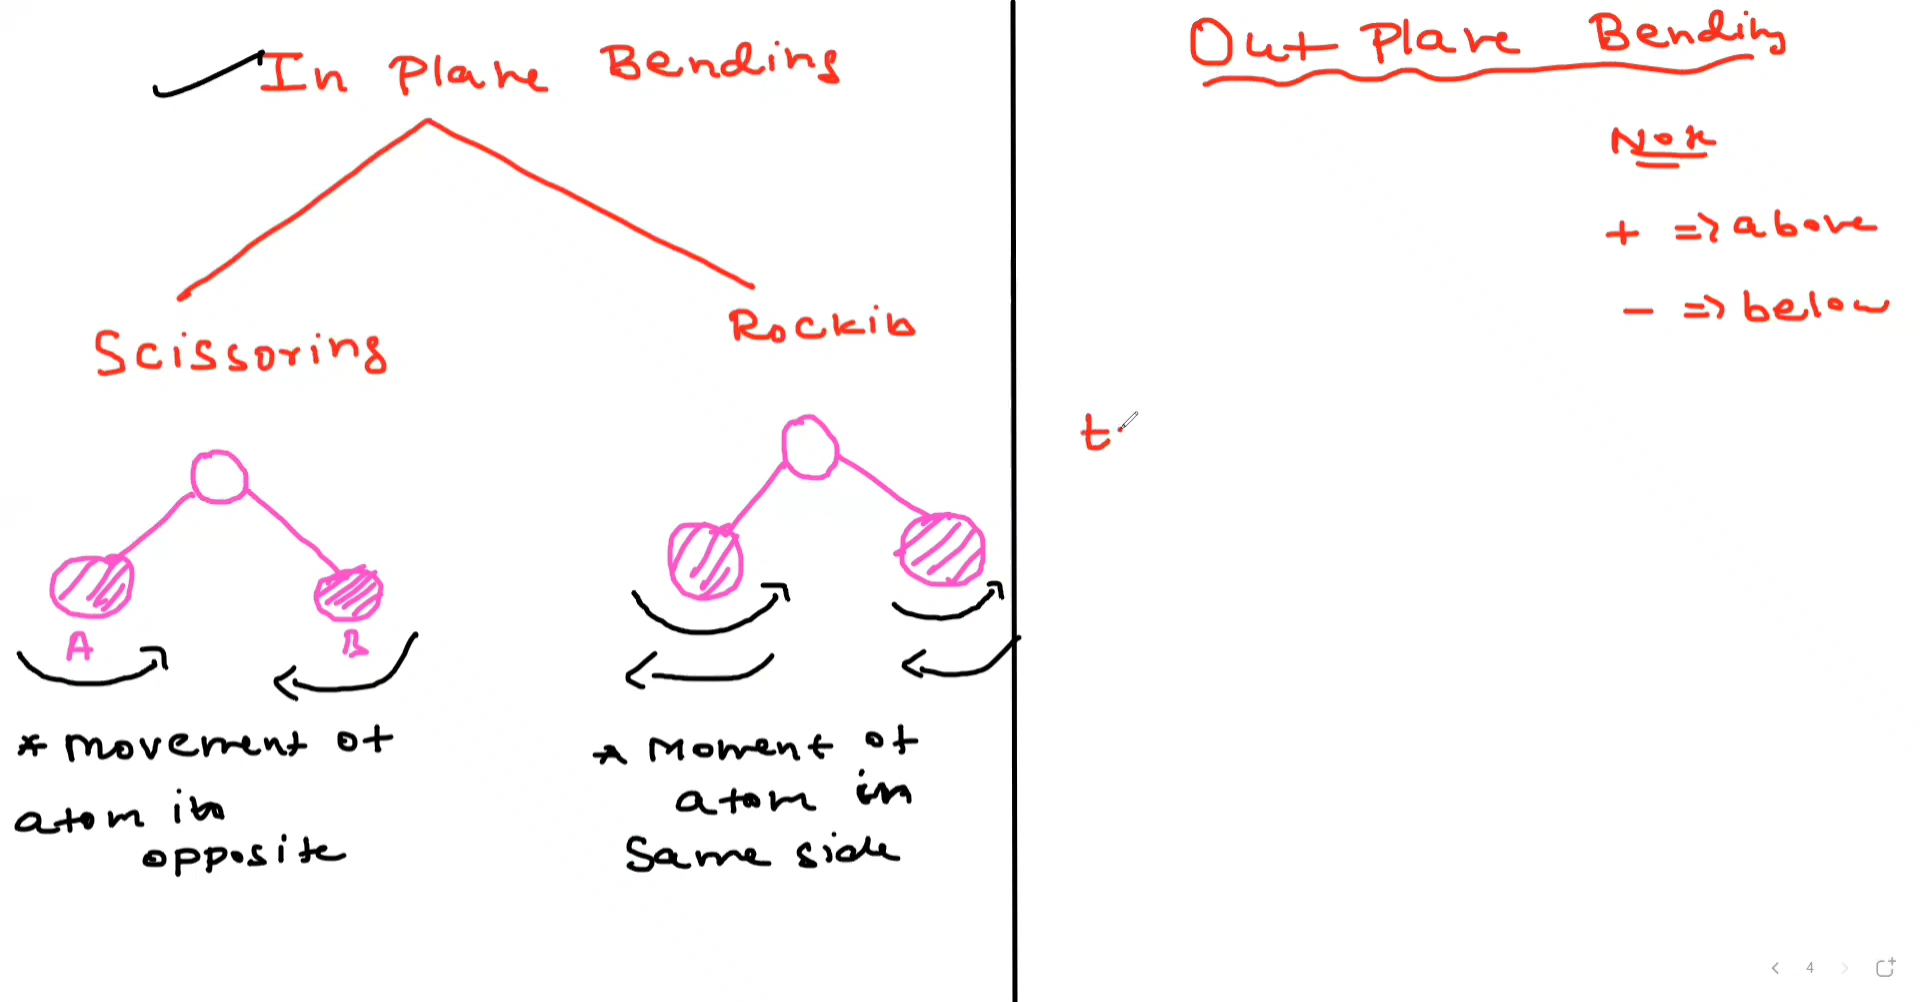 In Plane Bending
Scissoring
Rocking
A
B
* movement of
atom in
opposite
* Moment of
atom in
Same side
Out Plane Bending
Note
+ => above
- => below
t
4